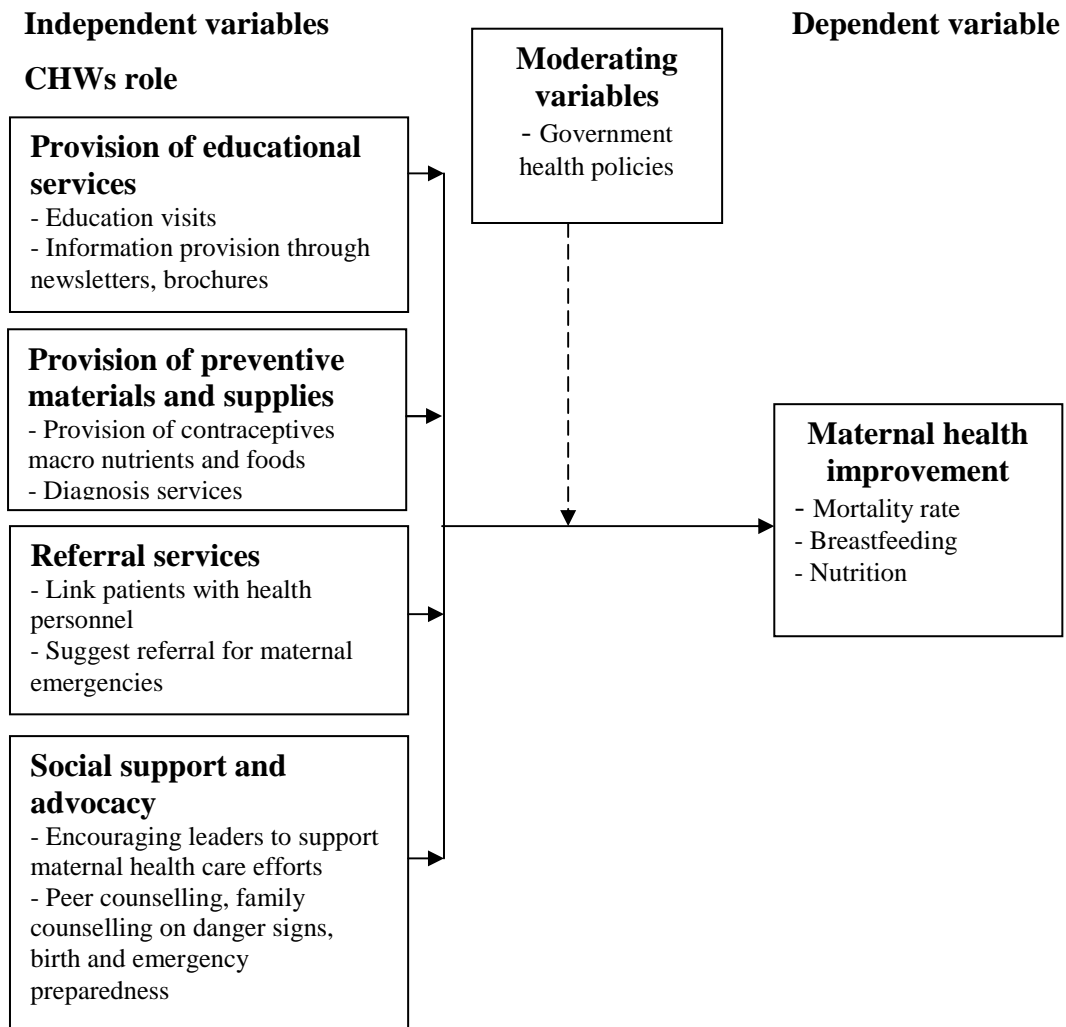 Independent variables
CHWs role
Provision of educational
services
- Education visits
- Information provision through
newsletters, brochures
Provision of preventive
materials and supplies
- Provision of contraceptives
macro nutrients and foods
- Diagnosis services
Referral services
- Link patients with health
personnel
- Suggest referral for maternal
emergencies
Social support and
advocacy
- Encouraging leaders to support
maternal health care efforts
- Peer counselling, family
counselling on danger signs,
birth and emergency
preparedness
Moderating
variables
- Government
health policies
Dependent variable
Maternal health
improvement
- Mortality rate
- Breastfeeding
- Nutrition